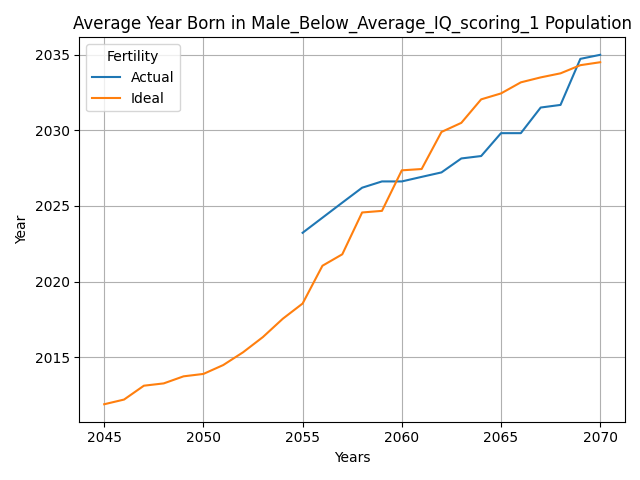 Average Year Born in Male_Below_Average_IQ_scoring_1 Population
Fertility
Actual
Ideal
2035
2030
2025
2020
2015
Year
2045 2050 2055 2060 2065 2070
Years